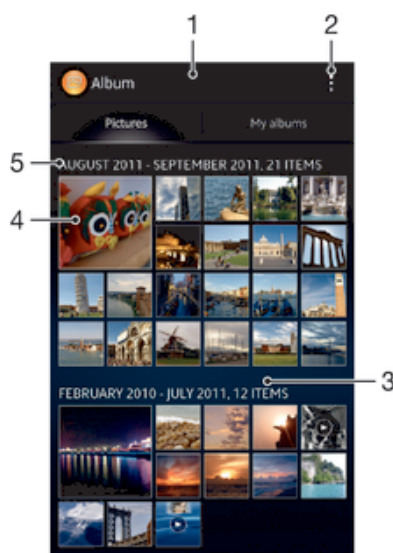 1
2
Album
Pictures
My albums
5
AUGUST 2011 - SEPTEMBER 2011, 21 ITEMS
4
3
FEBRUARY 2010 - JULY 2011, 12 ITEMS